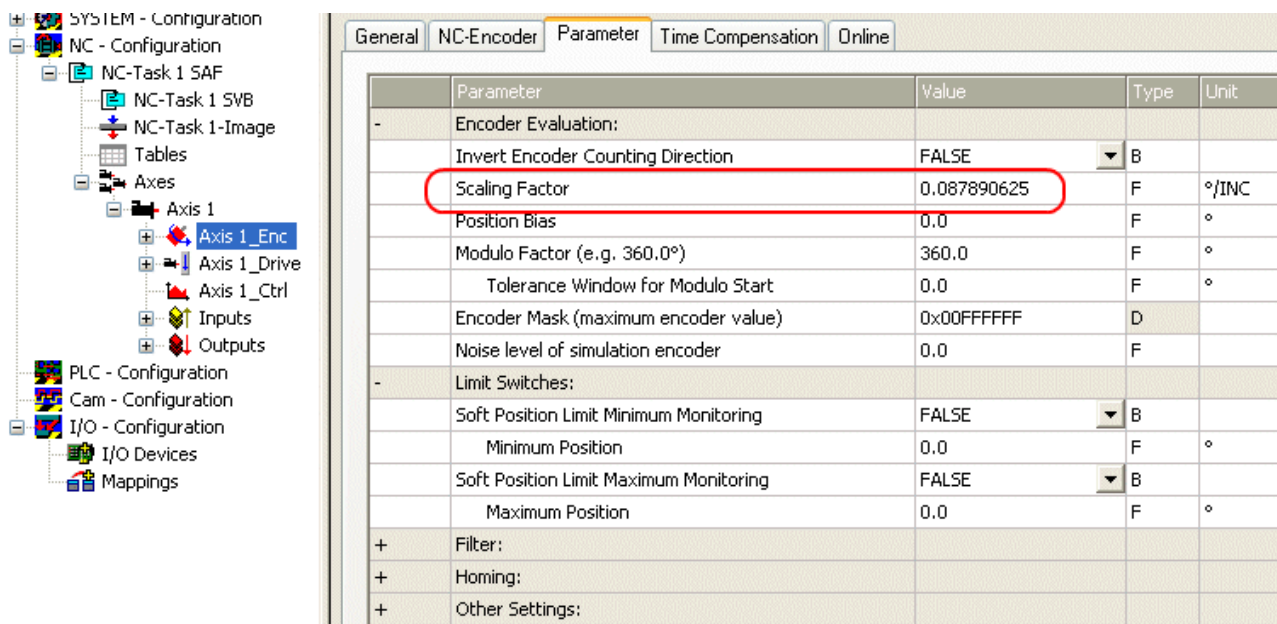 SYSTEM - Configuration
NC - Configuration
NC-Task 1 SAF
NC-Task 1 SVB
NC-Task 1-Image
Tables
Axes
Axis 1
Axis 1_Enc
Axis 1_Drive
Axis 1_Ctrl
Inputs
Outputs
PLC - Configuration
Cam - Configuration
I/O - Configuration
I/O Devices
Mappings
General NC-Encoder Parameter Time Compensation Online
Parameter Value Type Unit
- Encoder Evaluation:
Invert Encoder Counting Direction FALSE B
Scaling Factor 0.087890625 F °/INC
Position Bias 0.0 F °
Modulo Factor (e.g. 360.0°) 360.0 F °
Tolerance Window for Modulo Start 0.0 F °
Encoder Mask (maximum encoder value) 0x00FFFFFF D
Noise level of simulation encoder 0.0 F
- Limit Switches:
Soft Position Limit Minimum Monitoring FALSE B
Minimum Position 0.0 F °
Soft Position Limit Maximum Monitoring FALSE B
Maximum Position 0.0 F °
+ Filter:
+ Homing:
+ Other Settings: